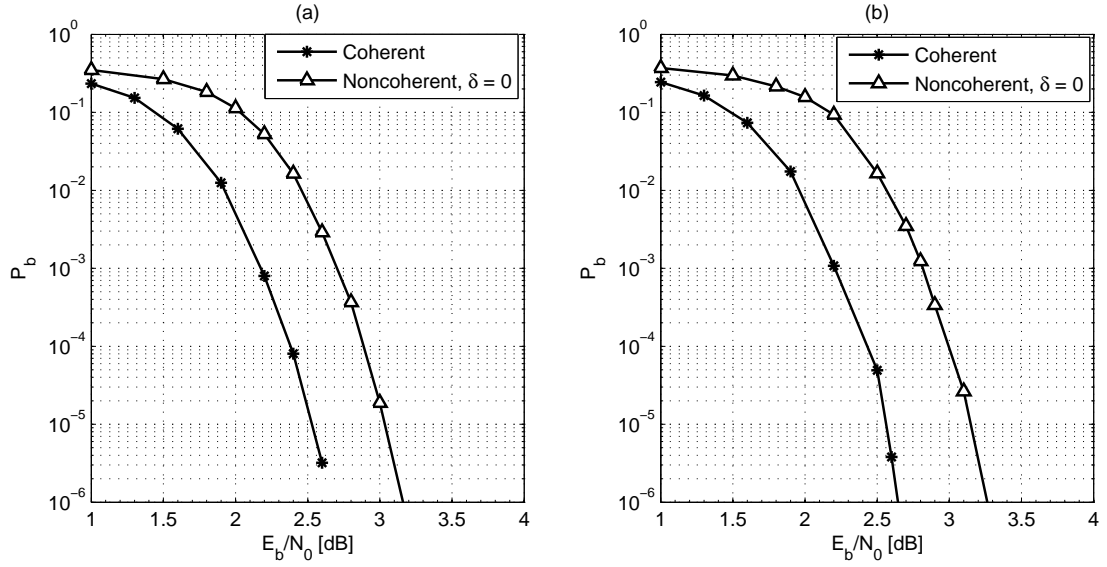 (a)
10^0
10^-1
10^-2
10^-3
10^-4
10^-5
10^-6
P_b
1 1.5 2 2.5 3 3.5 4
E_b/N_0 [dB]
Coherent
Noncoherent, δ = 0
(b)
10^0
10^-1
10^-2
10^-3
10^-4
10^-5
10^-6
P_b
1 1.5 2 2.5 3 3.5 4
E_b/N_0 [dB]
Coherent
Noncoherent, δ = 0